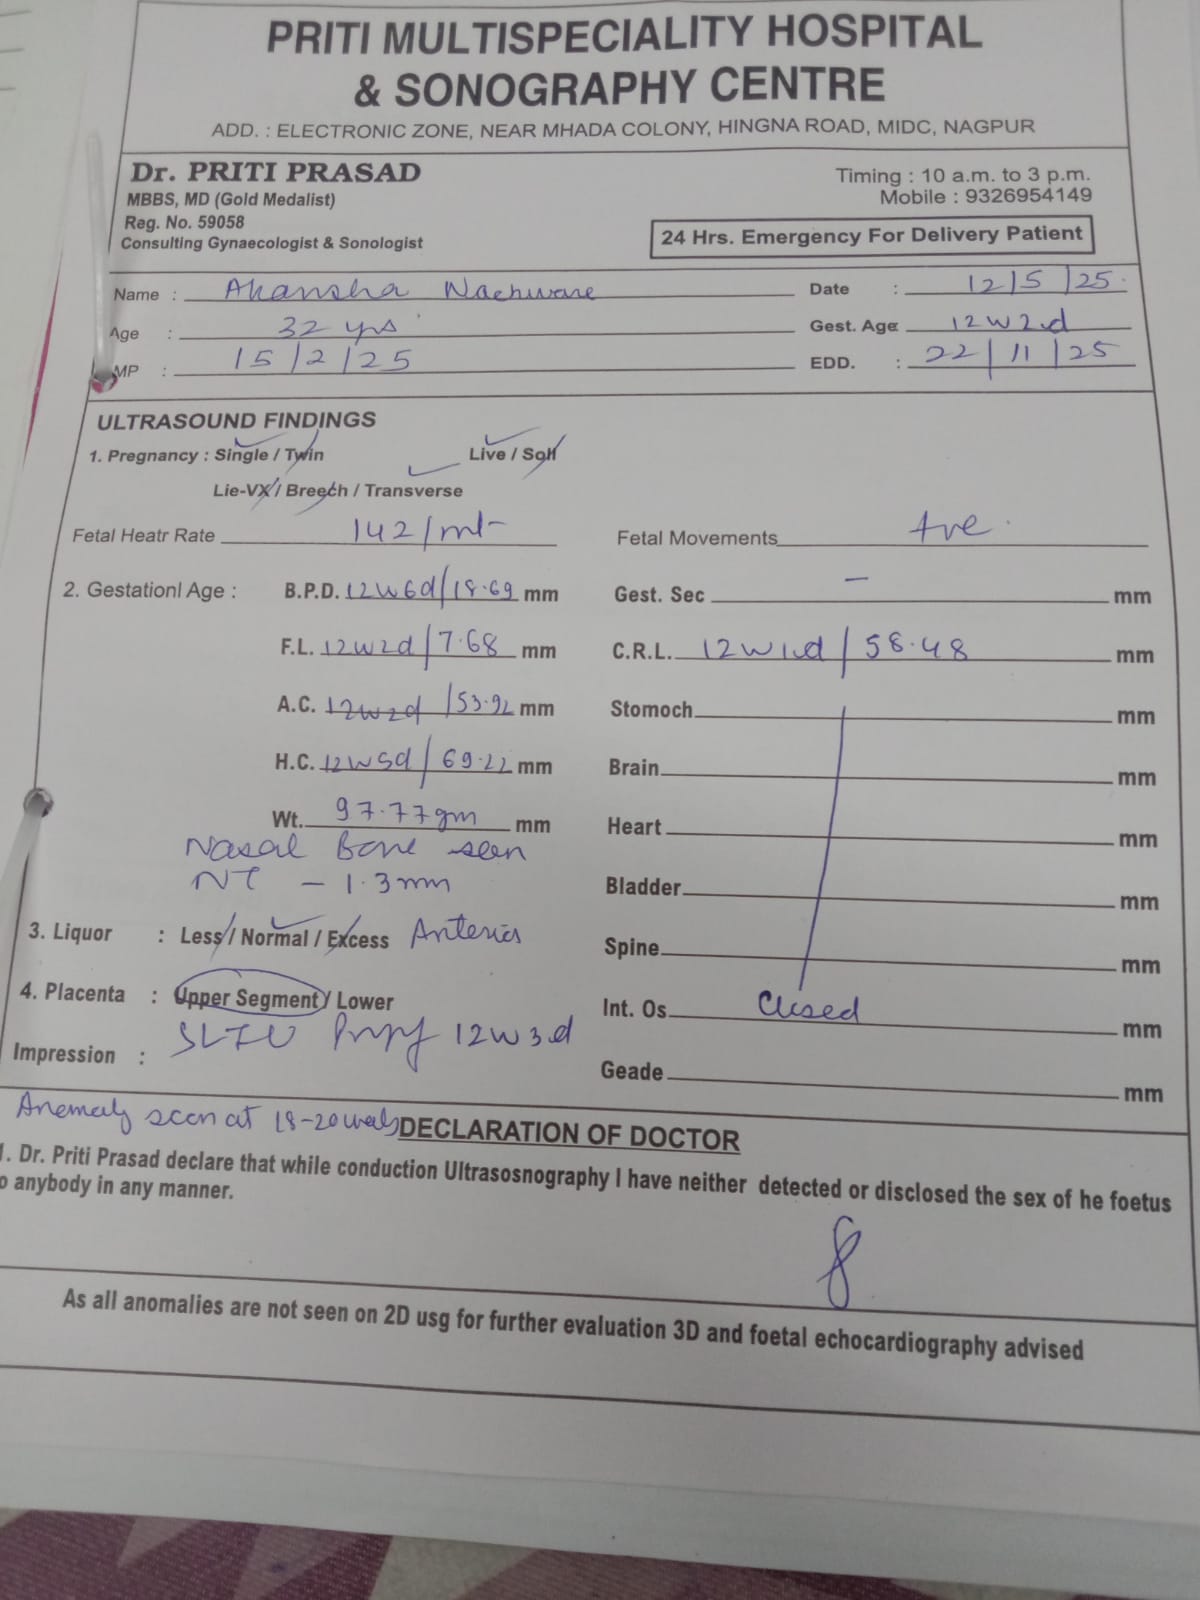 PRITI MULTISPECIALITY HOSPITAL
& SONOGRAPHY CENTRE
ADD. : ELECTRONIC ZONE, NEAR MHADA COLONY, HINGNA ROAD, MIDC, NAGPUR
Dr. PRITI PRASAD
MBBS, MD (Gold Medalist)
Reg. No. 59058
Consulting Gynaecologist & Sonologist
Timing : 10 a.m. to 3 p.m.
Mobile : 9326954149
24 Hrs. Emergency For Delivery Patient
Name : Akansha
Date : 12/5/25
Age : 32 yrs
Gest. Age 12w2d
MP : 15/2/25
EDD. : 22/11/25
ULTRASOUND FINDINGS
1. Pregnancy : Single / Twin Live / Soll
Lie-VX / Breech / Transverse
Fetal Heatr Rate 142/mt
Fetal Movements +ve
2. Gestationl Age : B.P.D. 12w6d/18.69 mm
Gest. Sec - mm
F.L. 12w2d/7.68 mm
C.R.L. 12w1d/58.48 mm
A.C. 12w2d/53.92 mm
Stomoch mm
H.C. 12w5d/69.22 mm
Brain mm
Wt. 97.77gm mm
Heart mm
Nasal Bone seen
NT - 1.3mm
Bladder mm
3. Liquor : Less / Normal / Excess Anterior
Spine mm
4. Placenta : Upper Segment / Lower
Int. Os. Closed mm
Impression : SLIU 12w3d
Geade mm
Anomaly scan at 18-20
DECLARATION OF DOCTOR
1. Dr. Priti Prasad declare that while conduction Ultrasosnography I have neither detected or disclosed the sex of he foetus
o anybody in any manner.
As all anomalies are not seen on 2D usg for further evaluation 3D and foetal echocardiography advised